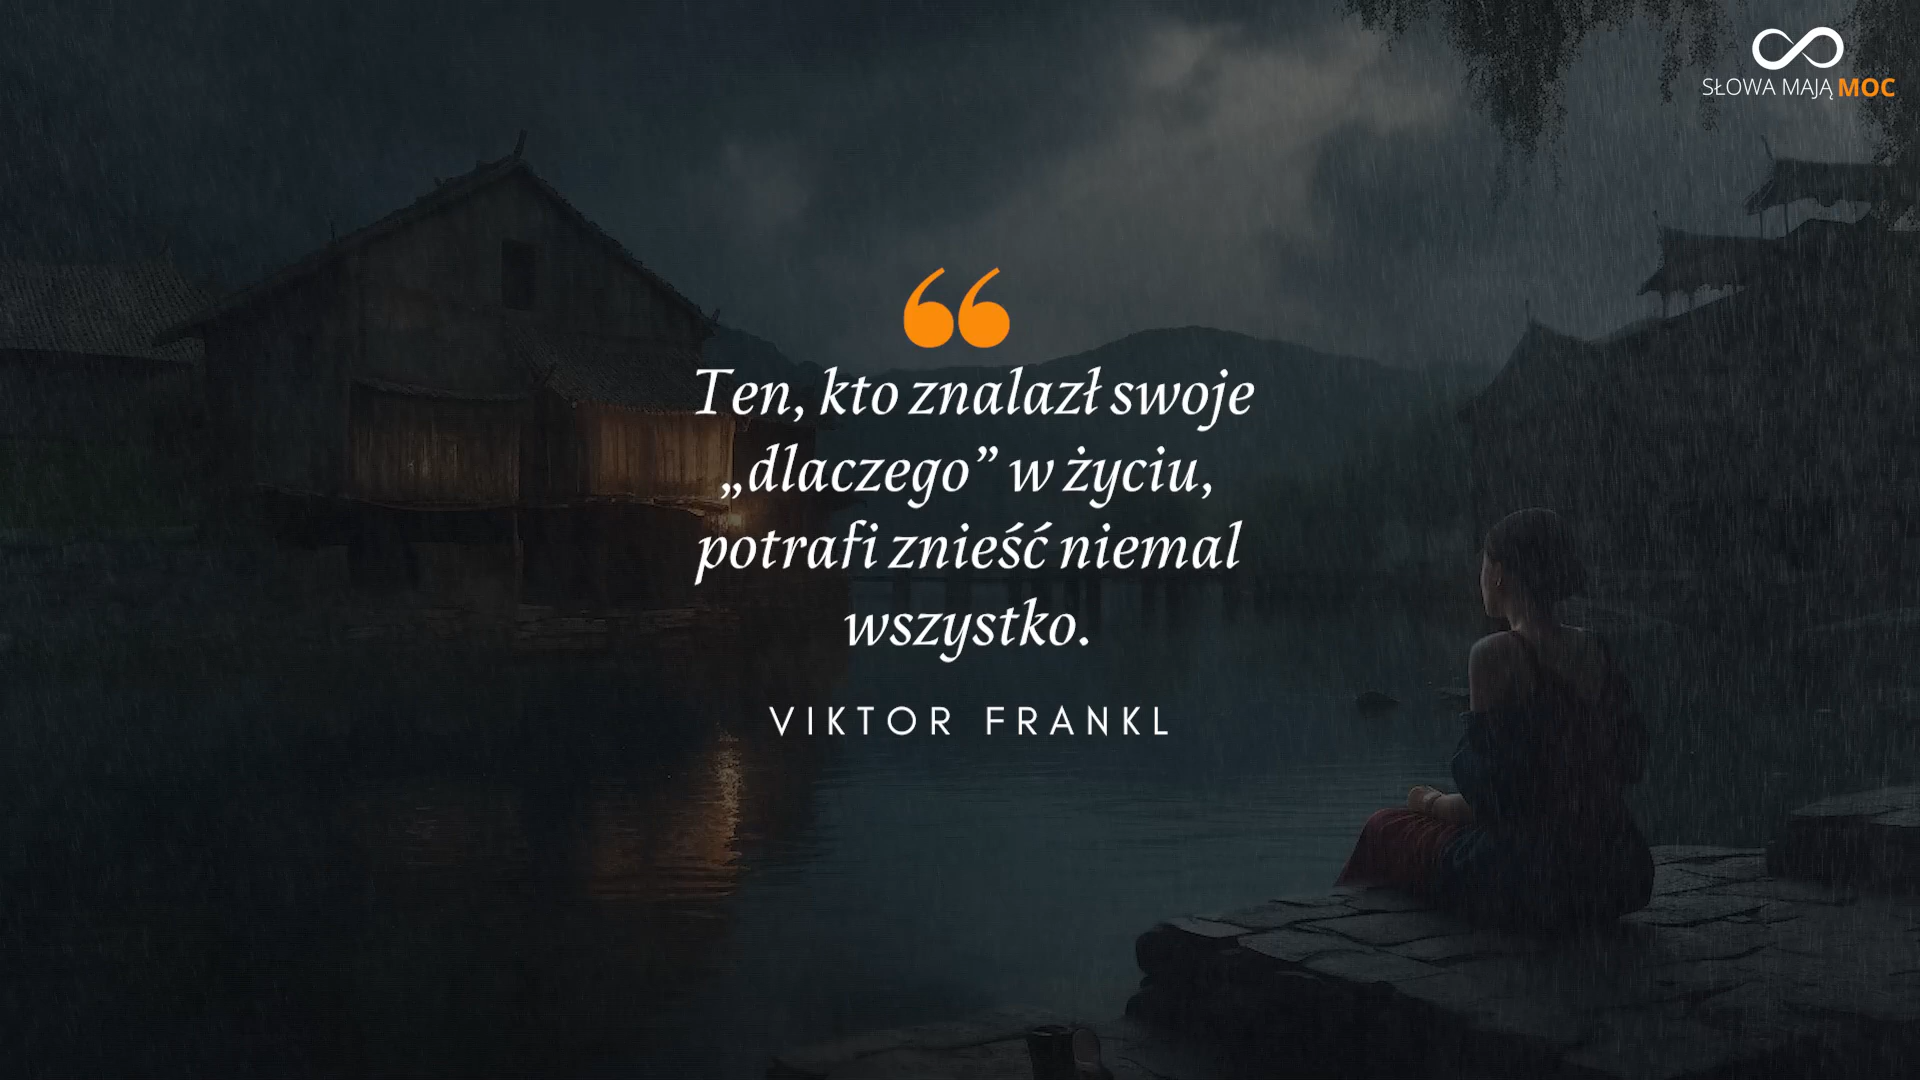 SŁOWA MAJĄ MOC
Ten, kto znalazł swoje
„dlaczego” w życiu,
potrafi znieść niemal
wszystko.
VIKTOR FRANKL